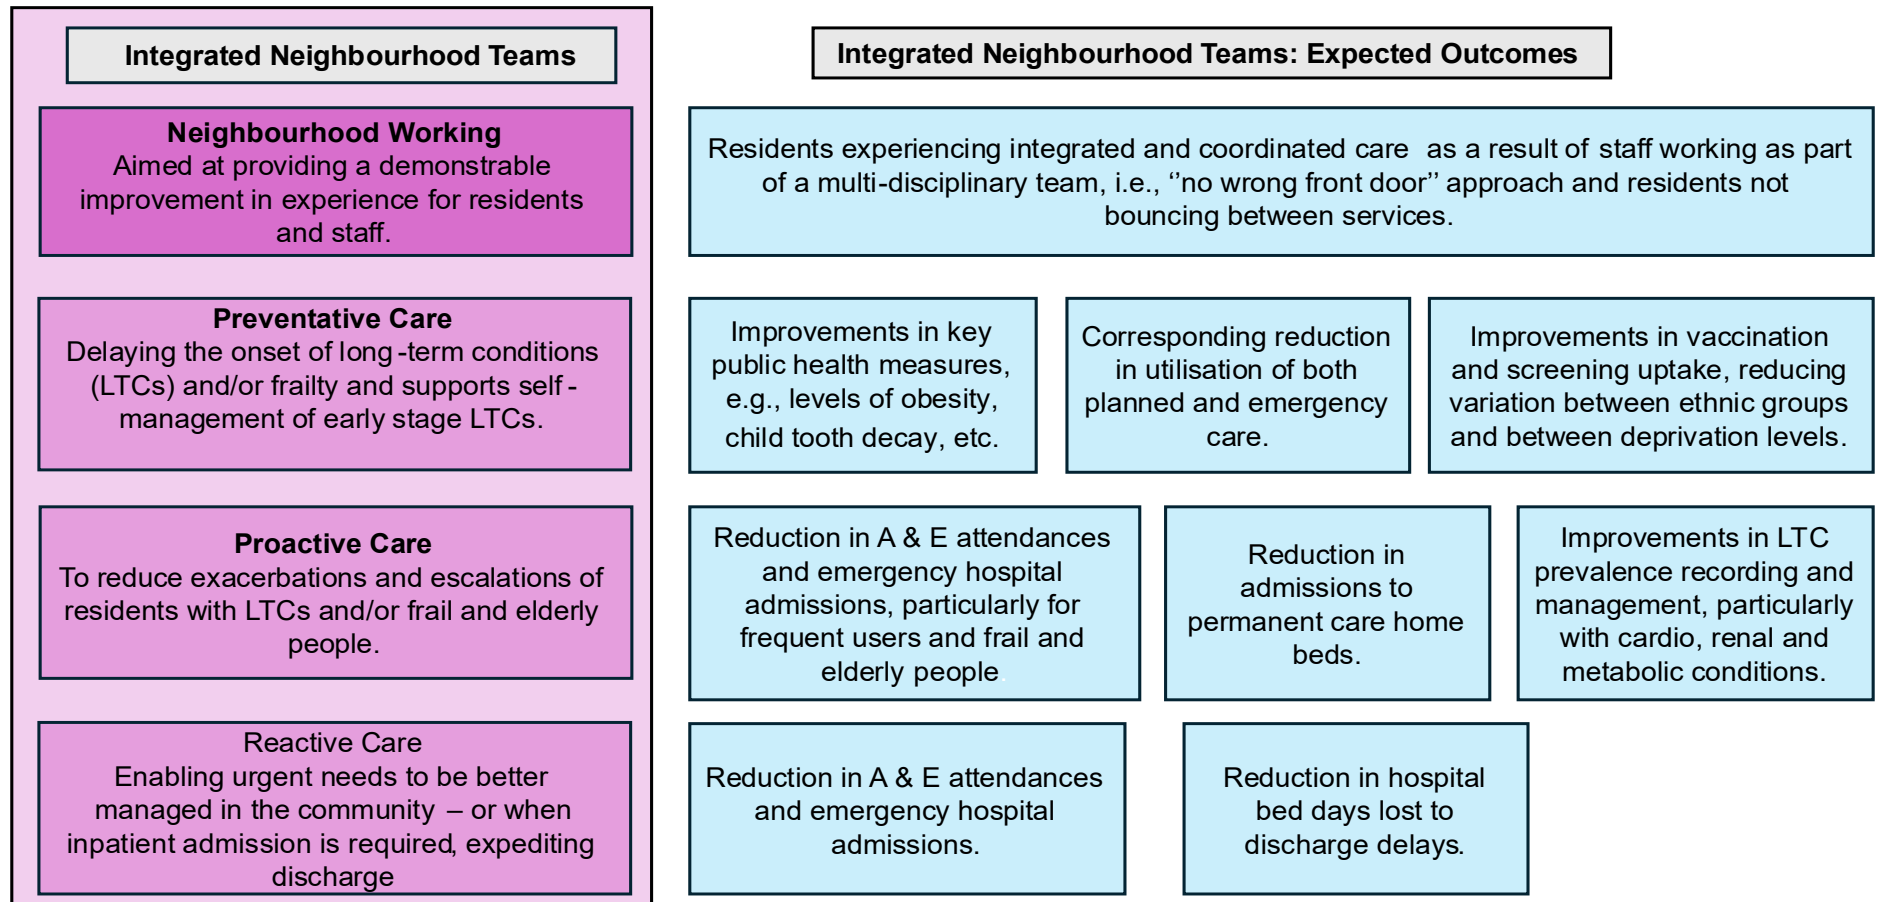 Integrated Neighbourhood Teams
Integrated Neighbourhood Teams: Expected Outcomes
Neighbourhood Working
Aimed at providing a demonstrable
improvement in experience for residents
and staff.
Residents experiencing integrated and coordinated care as a result of staff working as part
of a multi-disciplinary team, i.e., ‘’no wrong front door’’ approach and residents not
bouncing between services.
Preventative Care
Delaying the onset of long-term conditions
(LTCs) and/or frailty and supports self-
management of early stage LTCs.
Improvements in key
public health measures,
e.g., levels of obesity,
child tooth decay, etc.
Corresponding reduction
in utilisation of both
planned and emergency
care.
Improvements in vaccination
and screening uptake, reducing
variation between ethnic groups
and between deprivation levels.
Proactive Care
To reduce exacerbations and escalations of
residents with LTCs and/or frail and elderly
people.
Reduction in A & E attendances
and emergency hospital
admissions, particularly for
frequent users and frail and
elderly people.
Reduction in
admissions to
permanent care home
beds.
Improvements in LTC
prevalence recording and
management, particularly
with cardio, renal and
metabolic conditions.
Reactive Care
Enabling urgent needs to be better
managed in the community – or when
inpatient admission is required, expediting
discharge
Reduction in A & E attendances
and emergency hospital
admissions.
Reduction in hospital
bed days lost to
discharge delays.